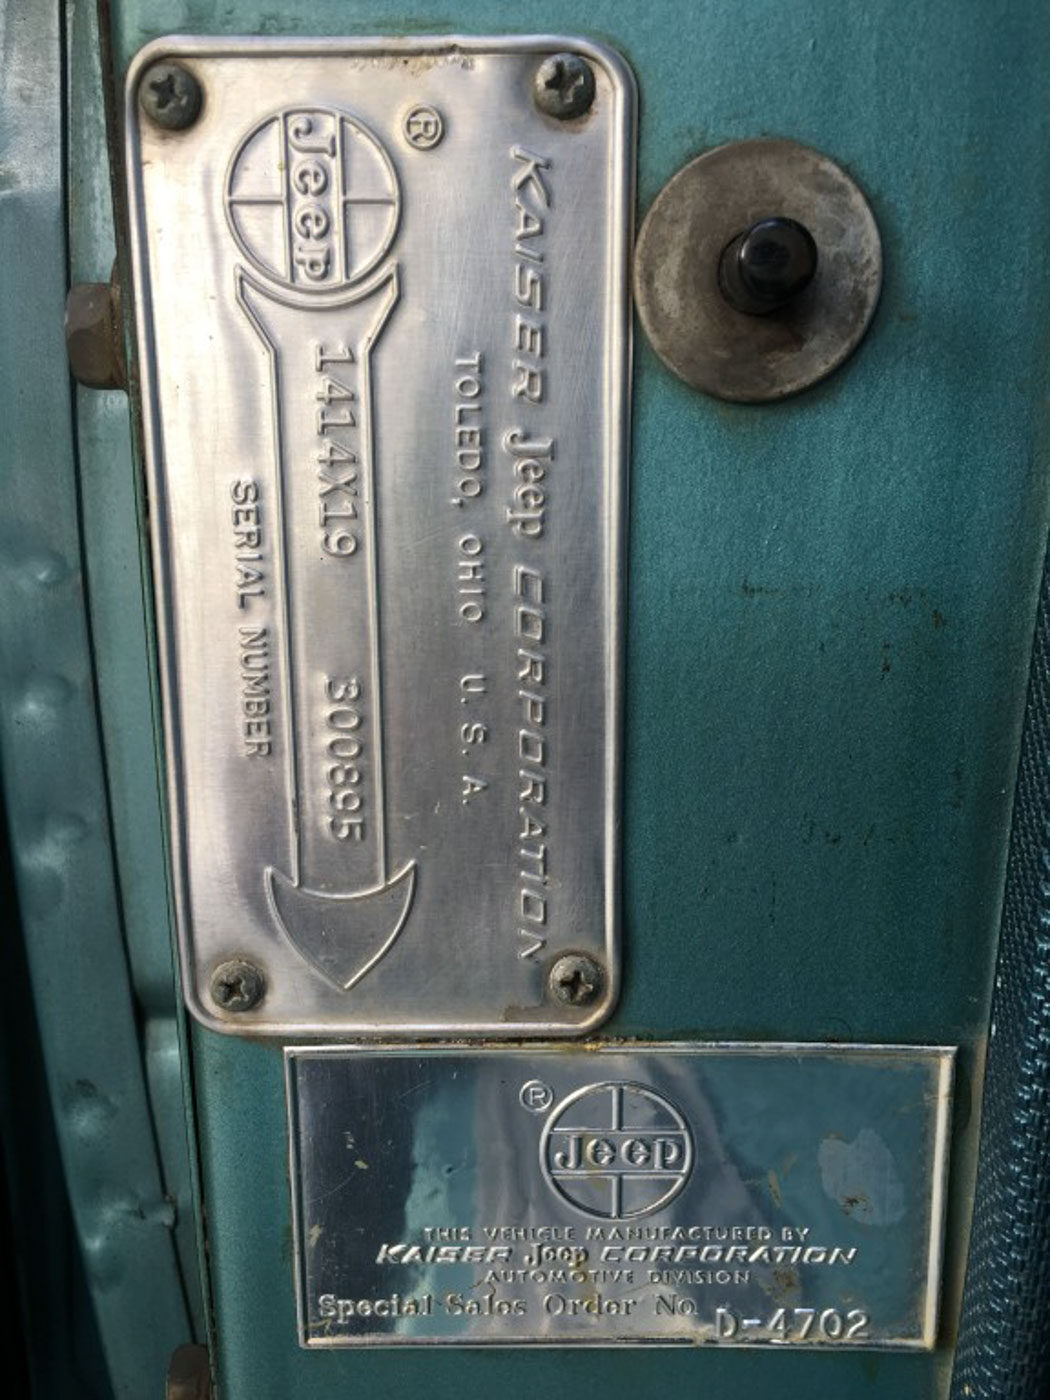 KAISER Jeep CORPORATION
TOLEDO, OHIO U. S. A.
Jeep ®
1414X19 300895
SERIAL NUMBER
® Jeep
THIS VEHICLE MANUFACTURED BY
KAISER Jeep CORPORATION
AUTOMOTIVE DIVISION
Special Sales Order No D-4702